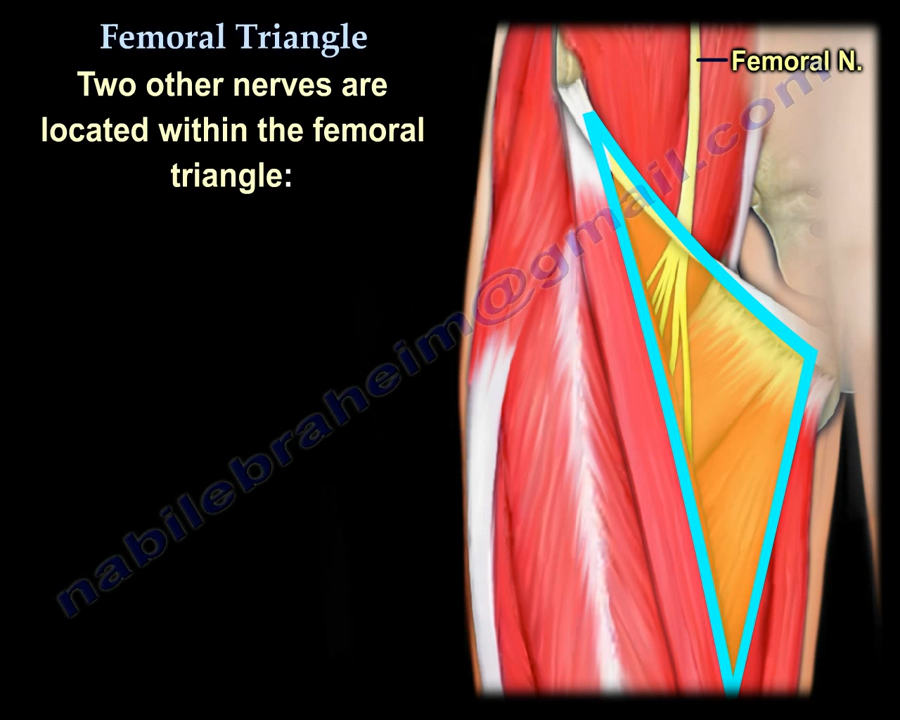 Femoral Triangle
Two other nerves are
located within the femoral
triangle:
Femoral N.
nabilebraheim@gmail.com